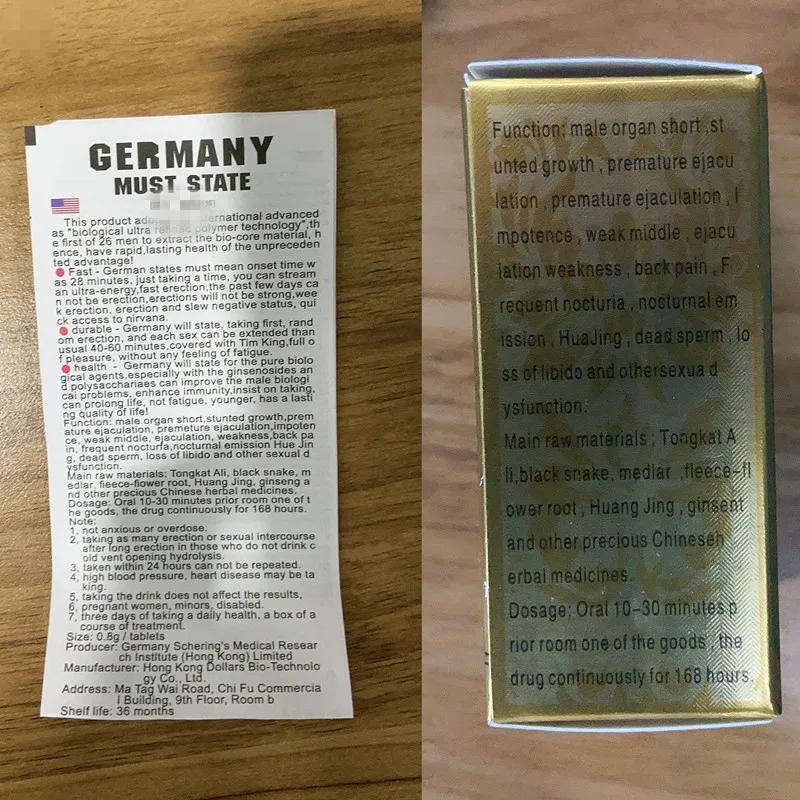 GERMANY
MUST STATE
This product ernational advanced
as "biological ultra polymer technology",th
e first of 26 men to extract the bio-core material, h
ence, have rapid,lasting health of the unpreceden
ted advantage!
Fast - German states must mean onset time w
as 28 minutes, just taking a time, you can stream
an ultra-energy,fast erection,the past few days ca
n not be erection,erections will not be strong,wee
k erection, erection and slew negative status, qui
ck access to nirvana.
durable - Germany will state, taking first, rand
om erection, and each sex can be extended than
usual 40-60 minutes,covered with Tim King,full o
f pleasure, without any feeling of fatigue.
health - Germany will state for the pure biolo
gical agents,especially with the ginsenosides an
d polysacchariaes can improve the male biologi
cai problems, enhance immunity,insist on taking,
can prolong life, not fatigue, younger, has a lasti
ng quality of life!
Function: male organ short,stunted growth,prem
ature ejaculation, premeture ejaculation,impoten
ce, weak middle, ejaculation, weakness,back pa
in, frequent nocturfa,nocturnal emission Hue Jin
g, dead sperm, loss of libido and other sexual d
ysfunction.
Main raw materials: Tongkat Ali, black snake, m
edlar, fieece-flower root, Huang Jing, ginseng a
nd other precious Chinese herbal medicines.
Dosage: Oral 10-30 minutes prior room one of t
he goods, the drug continuously for 168 hours.
Note:
1, not anxious or overdose.
2, taking as many erection or sexual intercourse
after long erection in those who do not drink c
old vent opening hydrolysis.
3, taken within 24 hours can not be repeated.
4, high blood pressure, heart disease may be ta
king.
5, taking the drink does not affect the results,
6, pregnant women, minors, disabled.
7, three days of taking a daily health, a box of a
course of treatment.
Size: 0.8g / tablets
Producer: Germany Schering's Medical Resear
ch Institute (Hong Kong) Limited
Manufacturer: Hong Kong Dollars Bio-Technolo
gy Co., Ltd.
Address: Ma Tag Wai Road, Chi Fu Commercia
l Building, 9th Floor, Room b
Shelf life: 36 months
Function; male organ short ,st
unted growth , premature ejacu
lation , premature ejaculation , I
mpotence , weak middle , ejacu
lation weakness , back pain , F
requent nocturia , nocturnal em
ission , HuaJing , dead sperm , lo
ss of libido and othersexua d
ysfunction.
Main raw materials ; Tongkat A
li,black snake, medlar ,fleece-fl
ower root , Huang Jing , ginsent
and other precious Chineseh
erbal medicines.
Dosage; Oral 10-30 minutes p
rior room one of the goods , the
drug continuously for 168 hours.